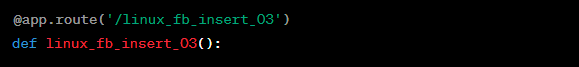 @app.route('/linux_fb_insert_03')
def linux_fb_insert_03():